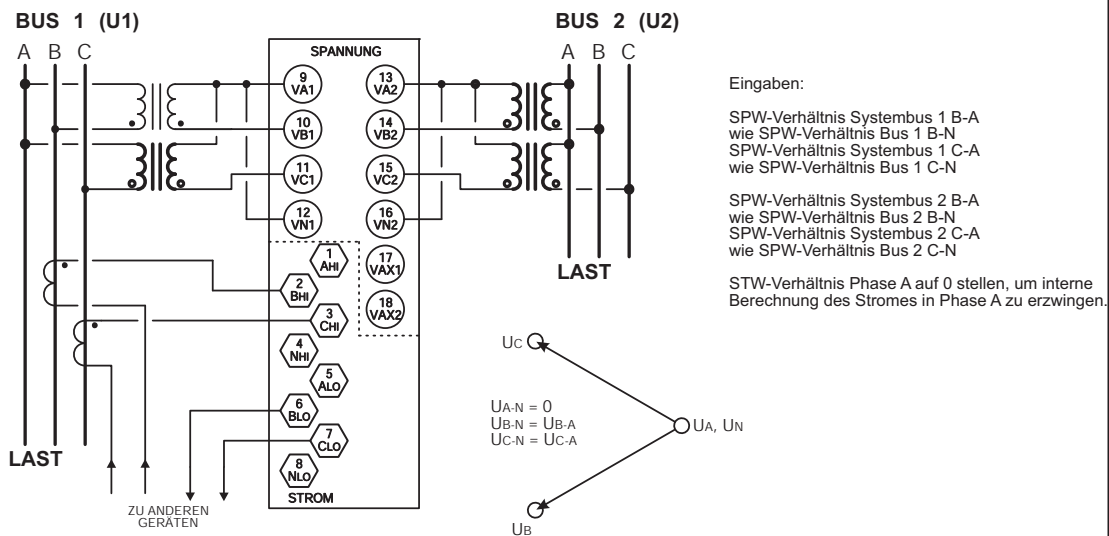 BUS 1 (U1)
BUS 2 (U2)
A B C
A B C
SPANNUNG
9
VA1
13
VA2
10
VB1
14
VB2
11
VC1
15
VC2
12
VN1
16
VN2
1
AHI
17
VAX1
2
BHI
18
VAX2
3
CHI
4
NHI
5
ALO
6
BLO
7
CLO
8
NLO
STROM
LAST
LAST
ZU ANDEREN
GERÄTEN
Eingaben:
SPW-Verhältnis Systembus 1 B-A
wie SPW-Verhältnis Bus 1 B-N
SPW-Verhältnis Systembus 1 C-A
wie SPW-Verhältnis Bus 1 C-N
SPW-Verhältnis Systembus 2 B-A
wie SPW-Verhältnis Bus 2 B-N
SPW-Verhältnis Systembus 2 C-A
wie SPW-Verhältnis Bus 2 C-N
STW-Verhältnis Phase A auf 0 stellen, um interne
Berechnung des Stromes in Phase A zu erzwingen.
UC
UA-N = 0
UB-N = UB-A
UC-N = UC-A
UA, UN
UB